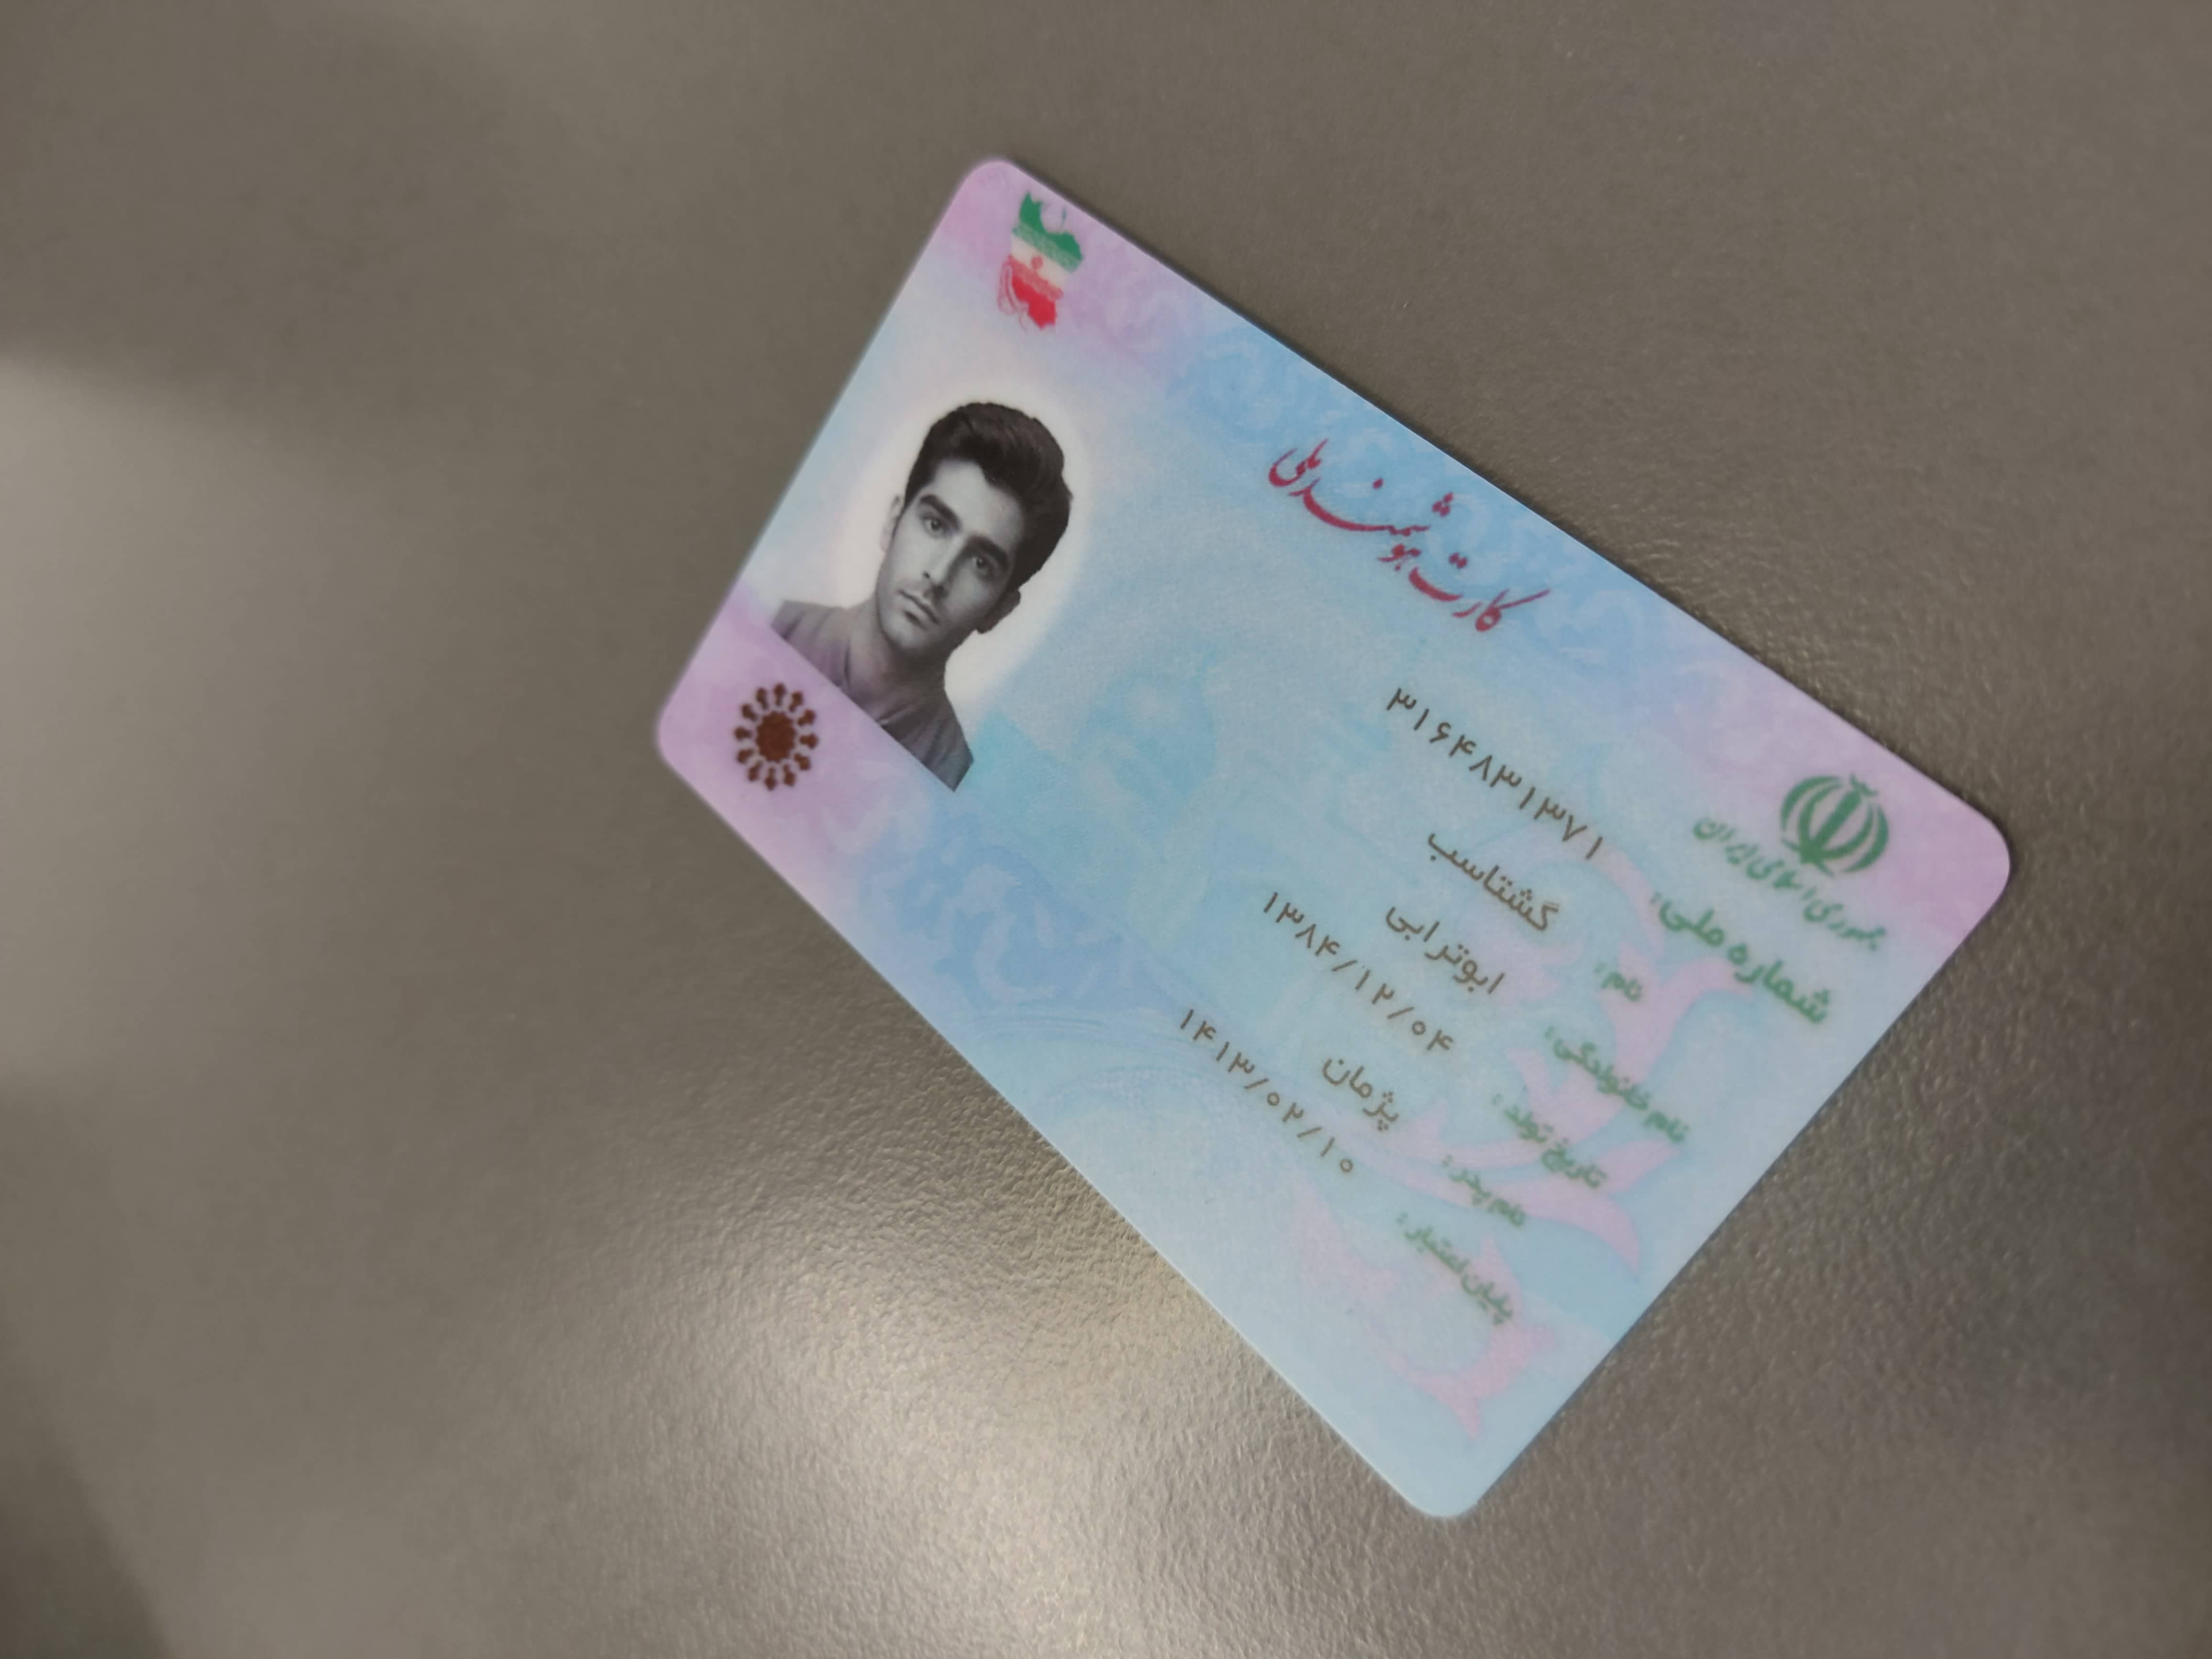 کارت هوشمند ملی
جمهوری اسلامی ایران
شماره ملی: ۳۱۶۴۸۳۱۳۷۱
نام: گشتاسب
نام خانوادگی: ابوترابی
تاریخ تولد: ۱۳۸۴/۱۲/۰۴
نام پدر: پژمان
پایان اعتبار: ۱۴۱۳/۰۲/۱۰